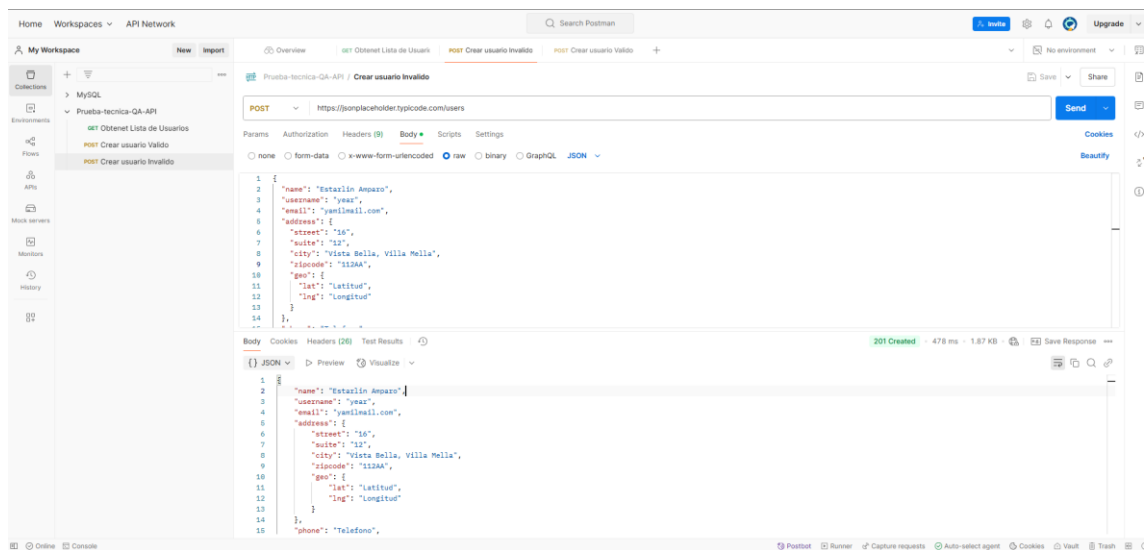 Home Workspaces API Network Search Postman Invite Upgrade
My Workspace New Import Overview GET Obtenet Lista de Usuarii POST Crear usuario Invalido POST Crear usuario Valido + No environment
Collections
Environments
Flows
APIs
Mock servers
Monitors
History
MySQL
Prueba-tecnica-QA-API
GET Obtenet Lista de Usuarios
POST Crear usuario Valido
POST Crear usuario Invalido
Prueba-tecnica-QA-API / Crear usuario Invalido Save Share
POST https://jsonplaceholder.typicode.com/users Send
Params Authorization Headers (9) Body Scripts Settings Cookies
none form-data x-www-form-urlencoded raw binary GraphQL JSON Beautify
1 {
2 "name": "Estarlin Amparo",
3 "username": "year",
4 "email": "yamilmail.com",
5 "address": {
6 "street": "16",
7 "suite": "12",
8 "city": "Vista Bella, Villa Mella",
9 "zipcode": "112AA",
10 "geo": {
11 "lat": "Latitud",
12 "lng": "Longitud"
13 }
14 },
Body Cookies Headers (26) Test Results 201 Created 478 ms 1.87 KB Save Response
{} JSON Preview Visualize
1 {
2 "name": "Estarlin Amparo",
3 "username": "year",
4 "email": "yamilmail.com",
5 "address": {
6 "street": "16",
7 "suite": "12",
8 "city": "Vista Bella, Villa Mella",
9 "zipcode": "112AA",
10 "geo": {
11 "lat": "Latitud",
12 "lng": "Longitud"
13 }
14 },
15 "phone": "Telefono",
Online Console Postbot Runner Capture requests Auto-select agent Cookies Vault Trash